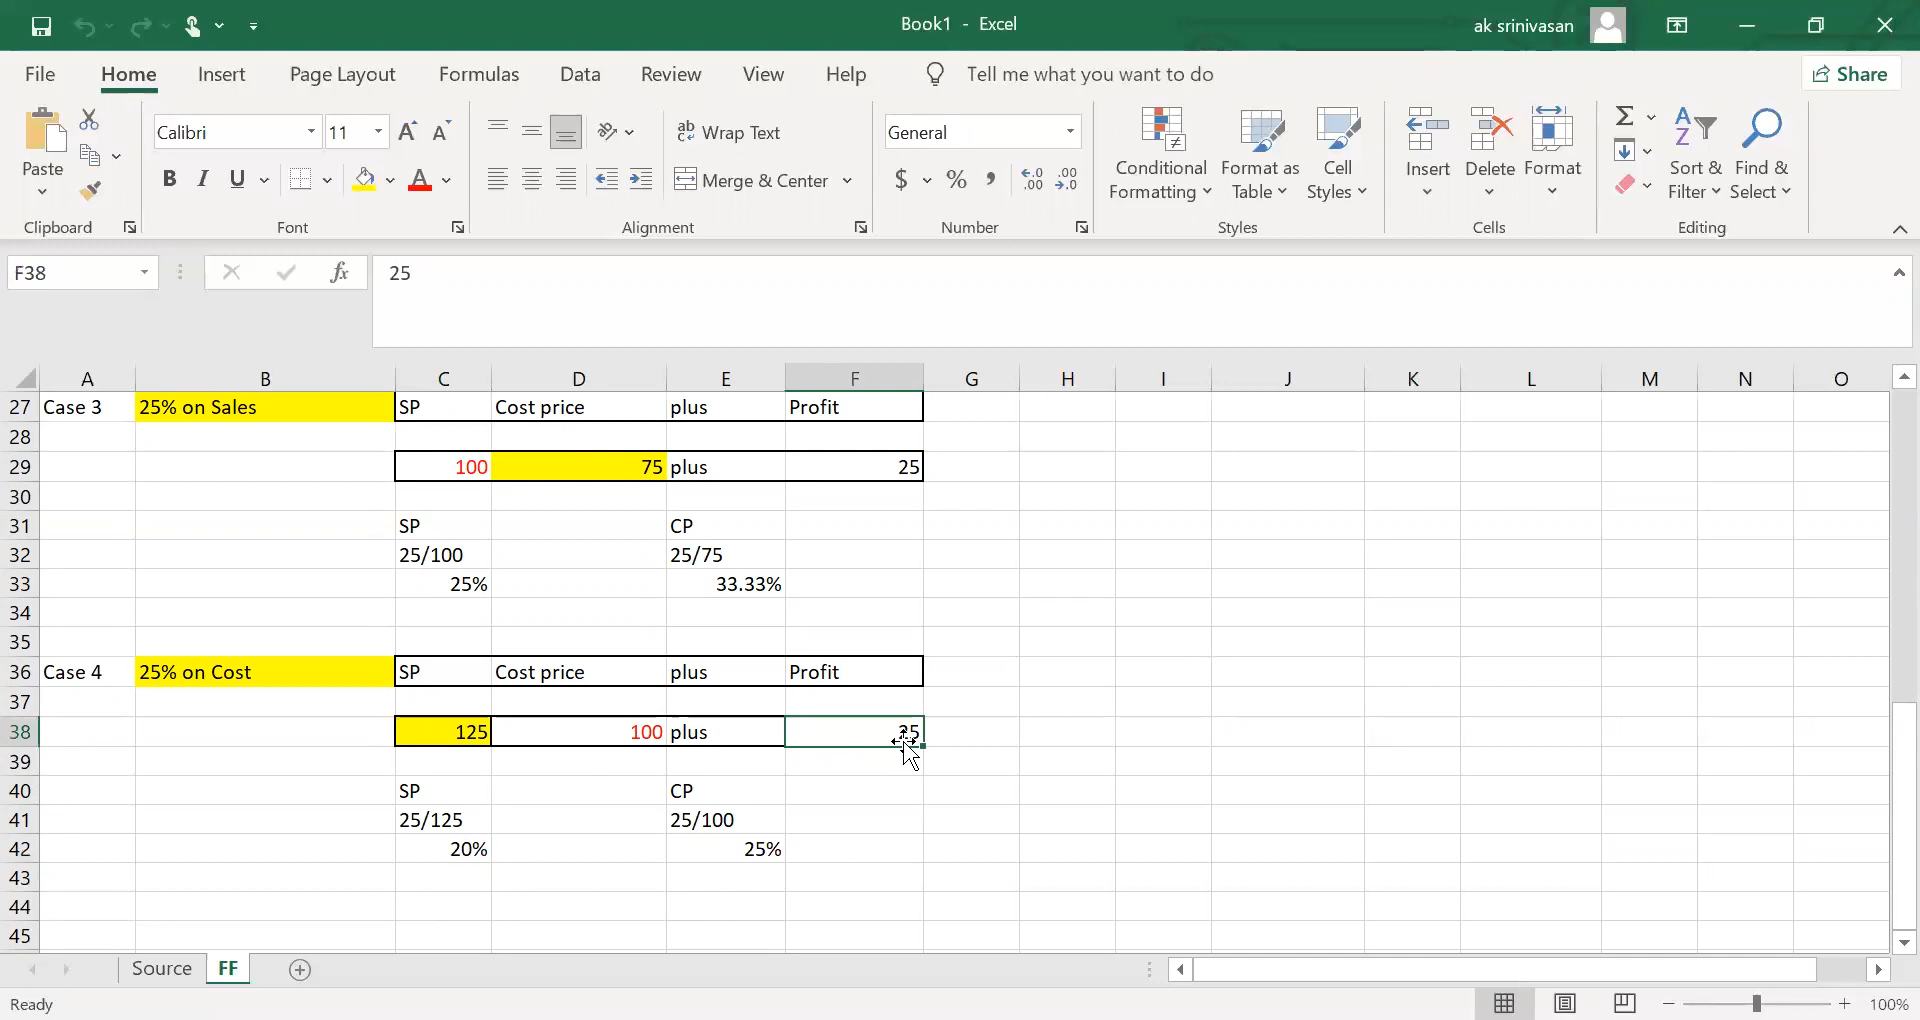 Book1 - Excel
ak srinivasan
File Home Insert Page Layout Formulas Data Review View Help Tell me what you want to do Share
Paste
Calibri 11
B I U A
ab Wrap Text
Merge & Center
General
$ % ,
Conditional Formatting
Format as Table
Cell Styles
Insert Delete Format
Sort & Filter
Find & Select
Clipboard Font Alignment Number Styles Cells Editing
F38 fx 25
A B C D E F G H I J K L M N O
27 Case 3 25% on Sales SP Cost price plus Profit
28
29 100 75 plus 25
30
31 SP CP
32 25/100 25/75
33 25% 33.33%
34
35
36 Case 4 25% on Cost SP Cost price plus Profit
37
38 125 100 plus 25
39
40 SP CP
41 25/125 25/100
42 20% 25%
43
44
45
Source FF
Ready 100%